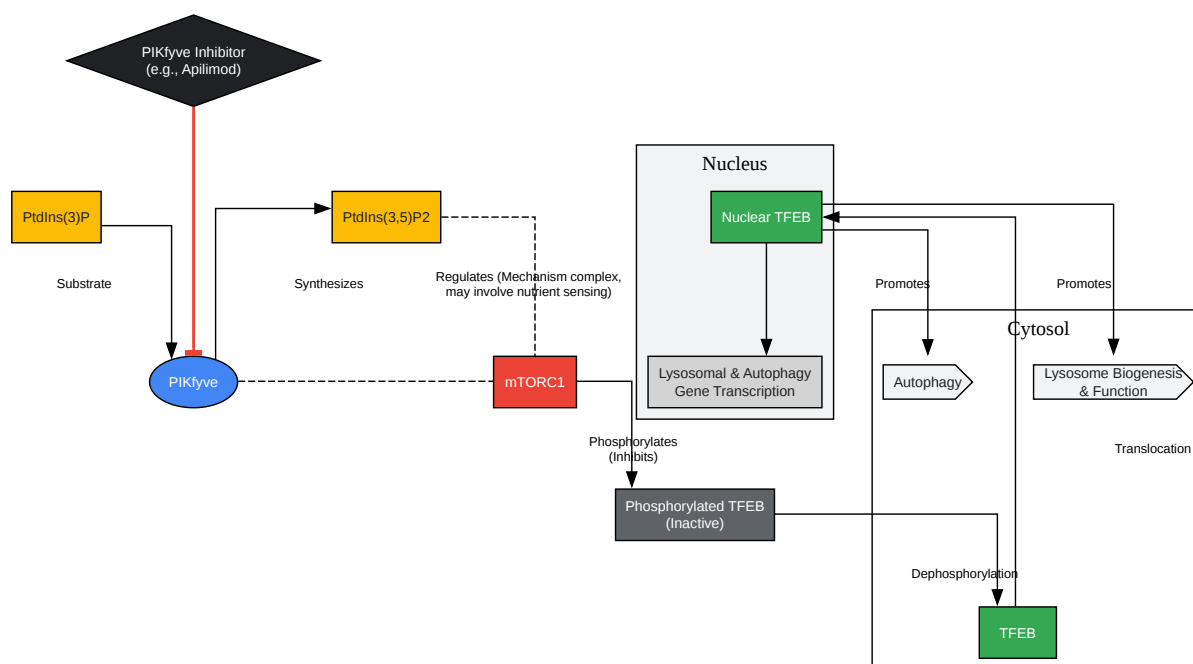 PIKfyve Inhibitor
(e.g., Apilimod)
Nucleus
PtdIns(3)P
PtdIns(3,5)P2
Nuclear TFEB
Substrate
Synthesizes
Regulates (Mechanism complex,
may involve nutrient sensing)
Promotes
Promotes
Cytosol
PIKfyve
mTORC1
Lysosomal & Autophagy
Gene Transcription
Autophagy
Lysosome Biogenesis
& Function
Phosphorylates
(Inhibits)
Translocation
Phosphorylated TFEB
(Inactive)
Dephosphorylation
TFEB